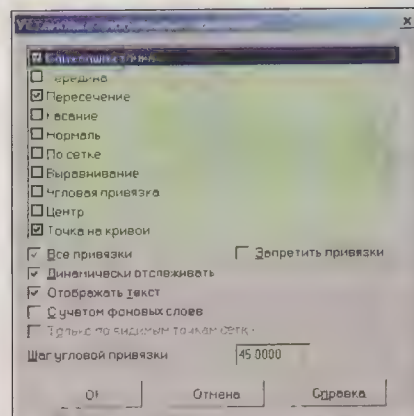 x
Пересечение
Касание
Нормаль
По сетке
Выравнивание
Угловая привязка
Центр
Точка на кривой
Все привязки
Запретить привязки
Динамически отслеживать
Отображать текст
С учетом фоновых слоев
Только по видимым точкам сетки
Шаг угловой привязки
45.0000
Отмена
Справка